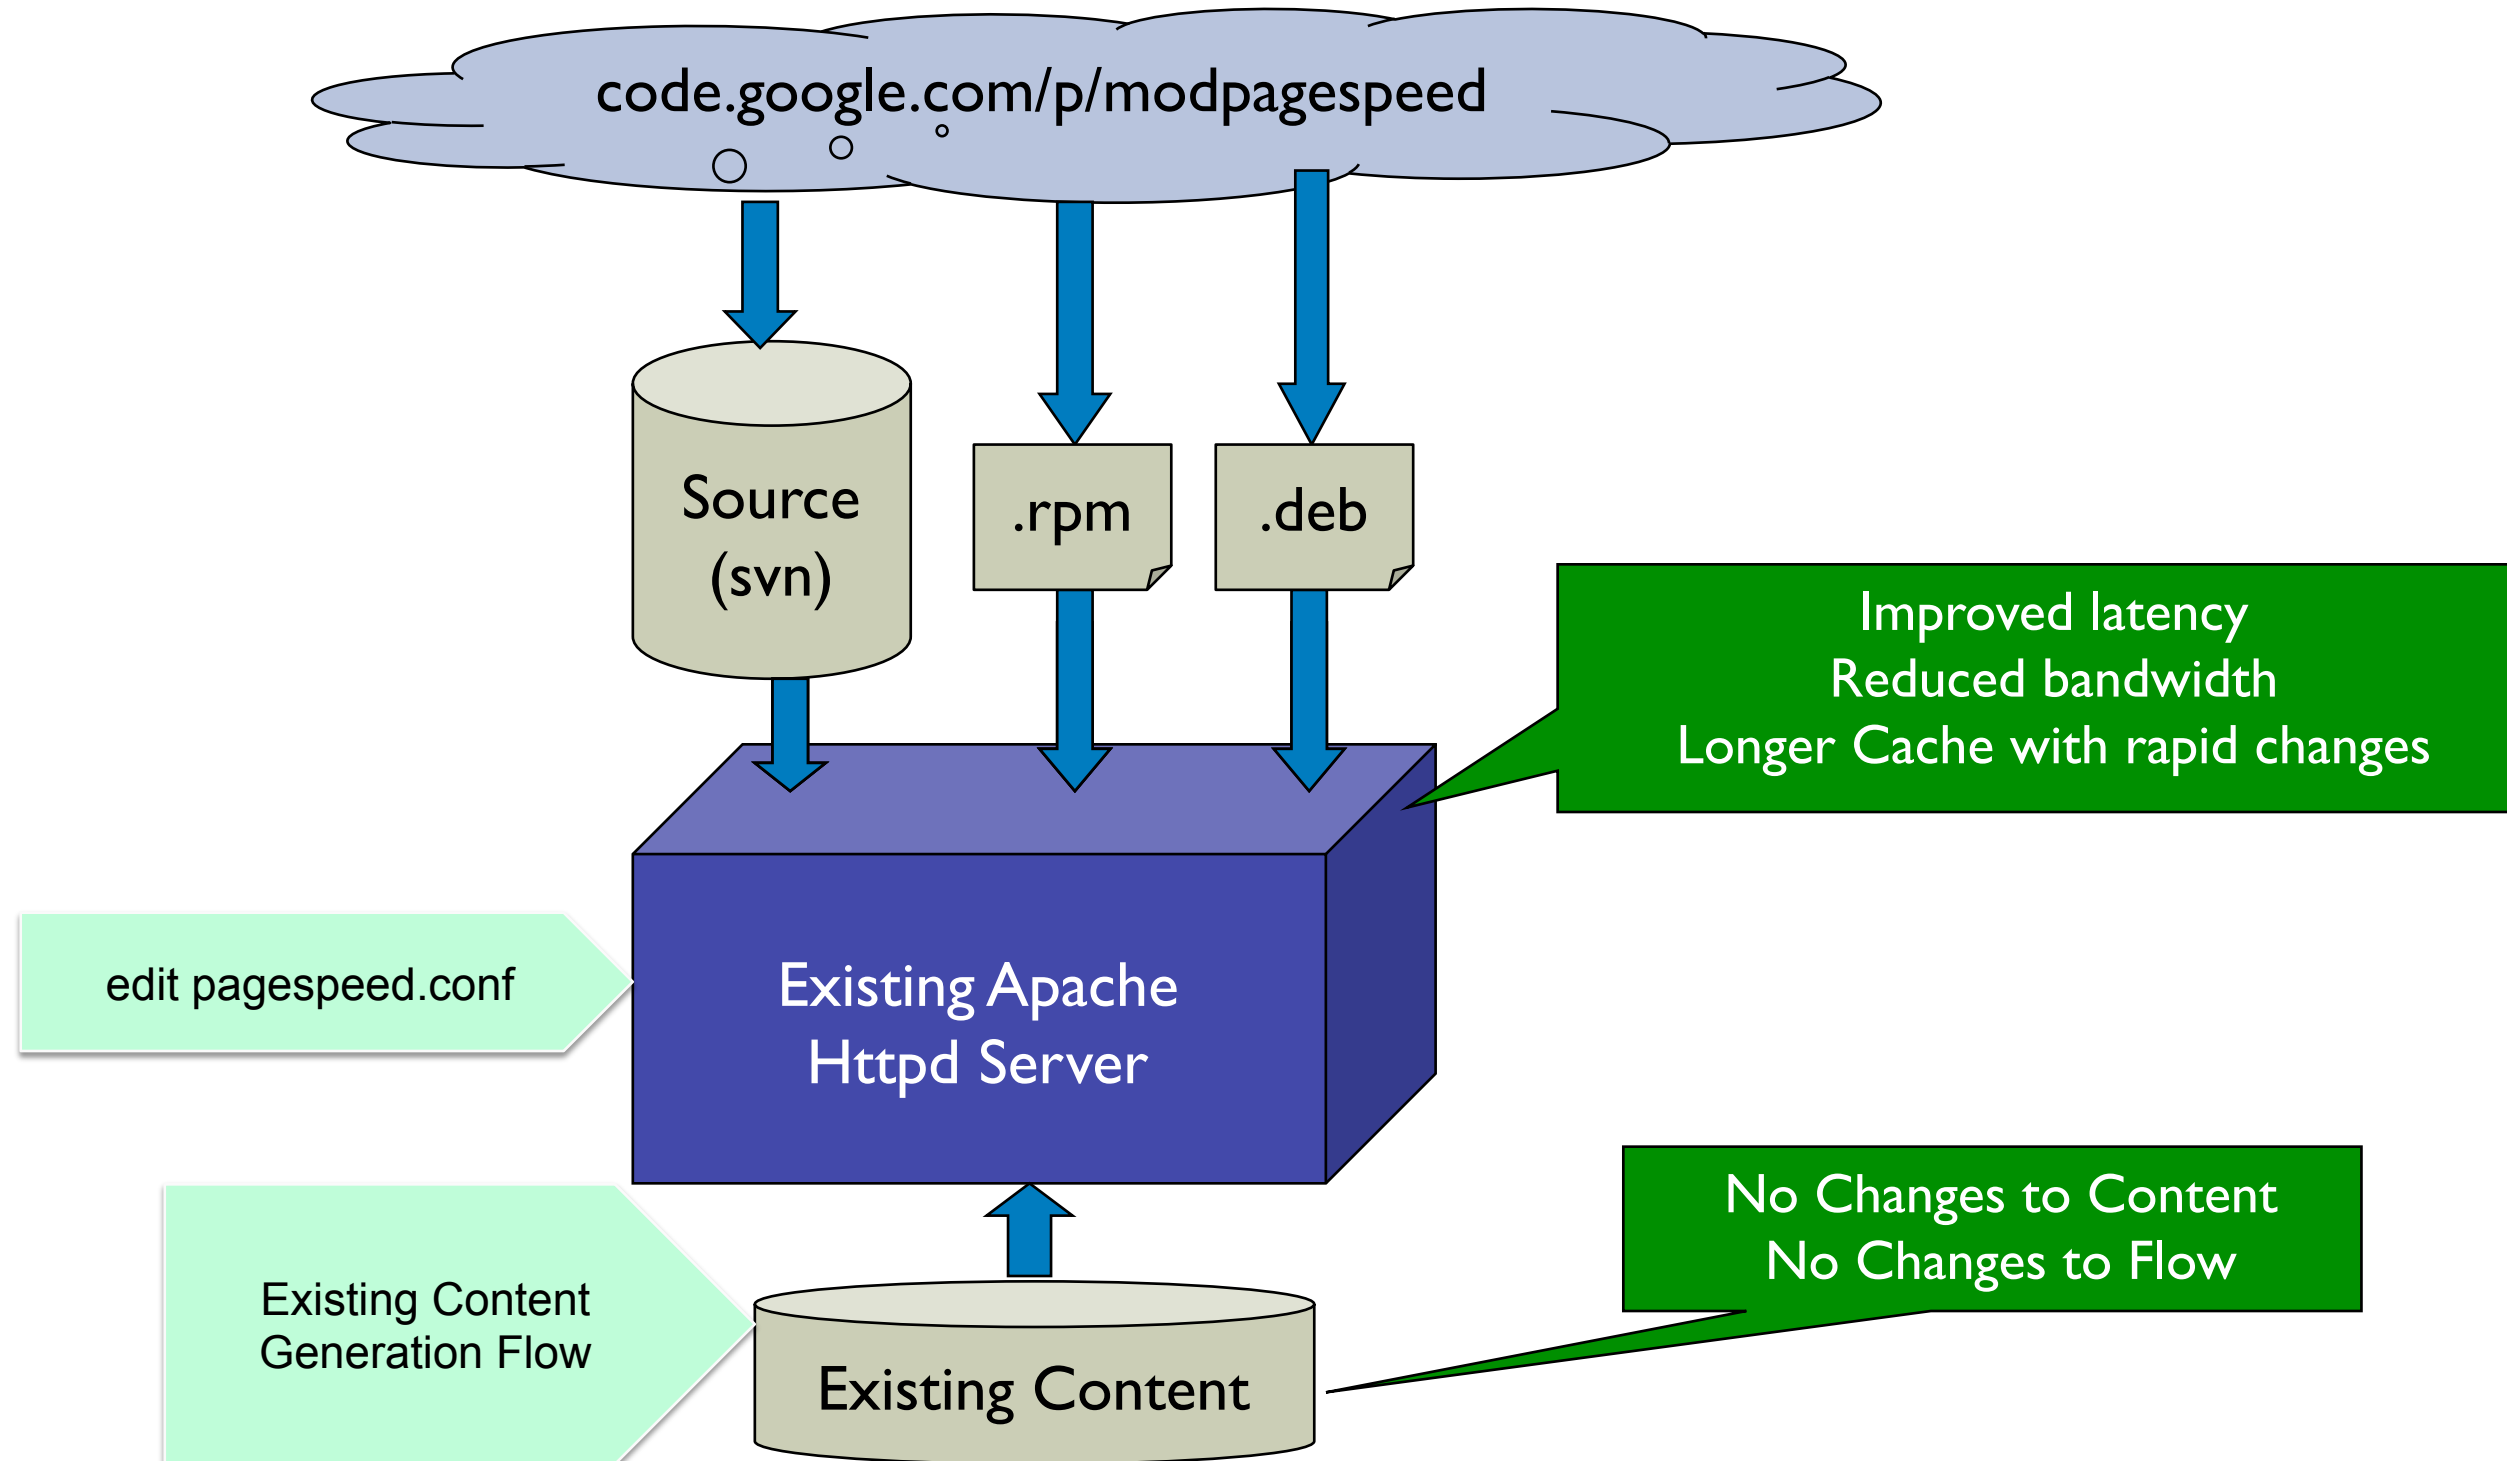 code.google.com/p/modpagespeed
Source
(svn)
.rpm
.deb
Improved latency
Reduced bandwidth
Longer Cache with rapid changes
edit pagespeed.conf
Existing Apache
Httpd Server
No Changes to Content
No Changes to Flow
Existing Content
Generation Flow
Existing Content